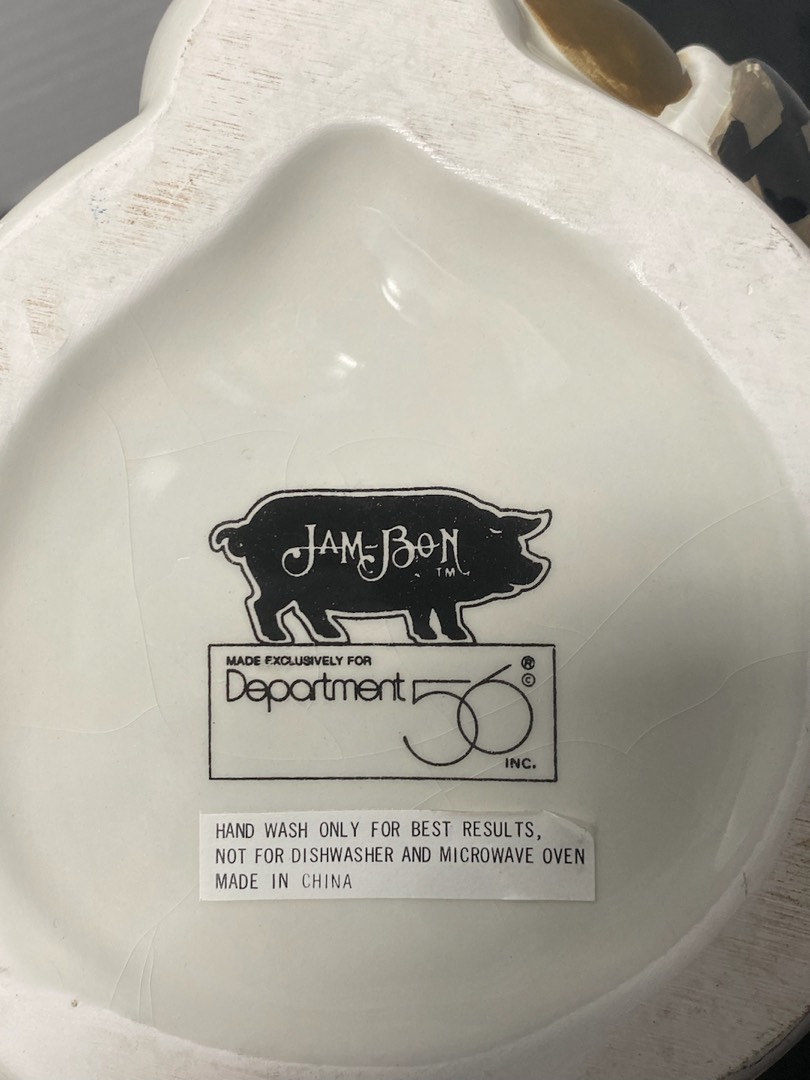 JAM-BON
TM
MADE EXCLUSIVELY FOR
Department 56 ® ©
INC.
HAND WASH ONLY FOR BEST RESULTS,
NOT FOR DISHWASHER AND MICROWAVE OVEN
MADE IN CHINA